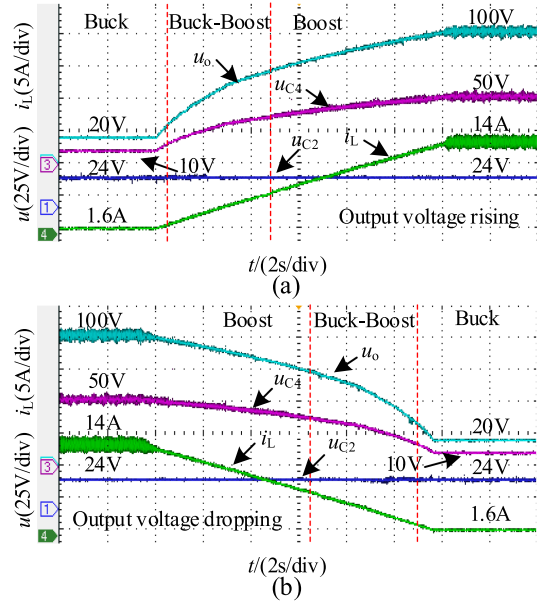 Buck Buck-Boost Boost 100V
u_o
u_C4 50V
20V 14A
u_C2 i_L
3
24V 10V 24V
1
1.6A Output voltage rising
4
u(25V/div) i_L(5A/div)
t/(2s/div)
(a)
100V Boost Buck-Boost Buck
u_o
50V u_C4
14A 20V
i_L u_C2
3
24V 10V 24V
1
Output voltage dropping 1.6A
4
u(25V/div) i_L(5A/div)
t/(2s/div)
(b)